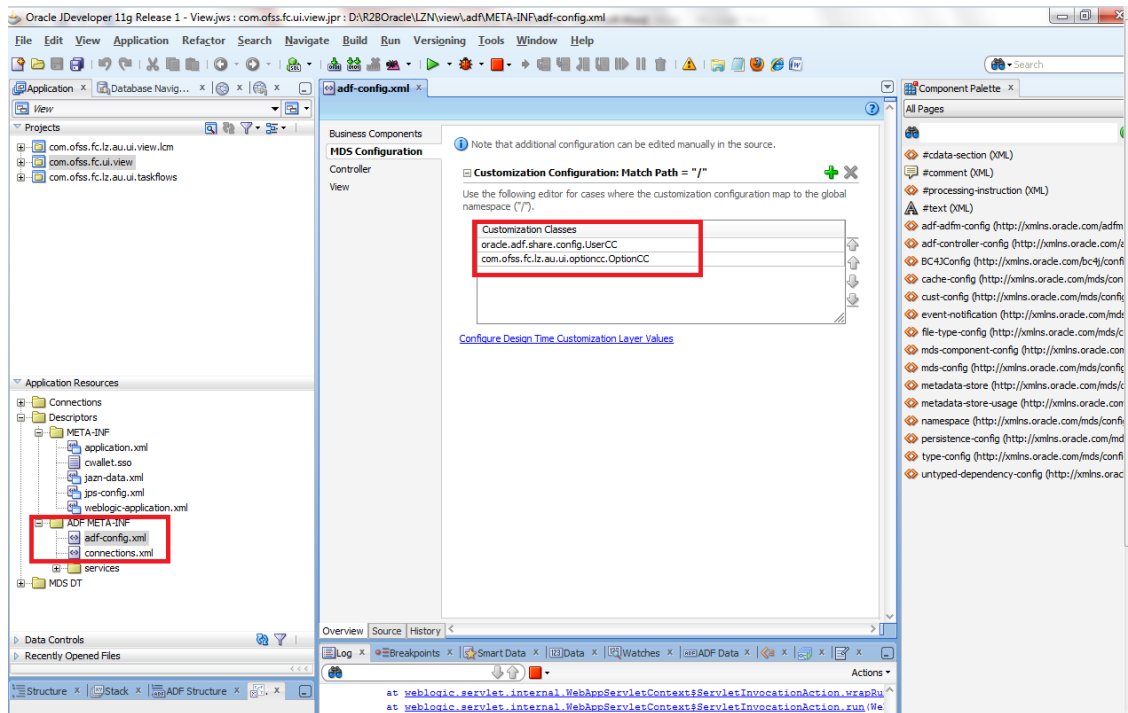 Oracle JDeveloper 11g Release 1 - View.jws : com.ofss.fc.ui.view.jpr : D:\R2BOracle\LZN\view\.adf\META-INF\adf-config.xml
File Edit View Application Refactor Search Navigate Build Run Versioning Tools Window Help
Search
Application
Database Navig...
View
Projects
com.ofss.fc.lz.au.ui.view.lcm
com.ofss.fc.ui.view
com.ofss.fc.lz.au.ui.taskflows
Application Resources
Connections
Descriptors
META-INF
application.xml
cwallet.sso
jazn-data.xml
jps-config.xml
weblogic-application.xml
ADF META-INF
adf-config.xml
connections.xml
services
MDS DT
Data Controls
Recently Opened Files
Structure Stack ADF Structure
adf-config.xml
Business Components
MDS Configuration
Controller
View
Note that additional configuration can be edited manually in the source.
Customization Configuration: Match Path = "/"
Use the following editor for cases where the customization configuration map to the global
namespace ("/").
Customization Classes
oracle.adf.share.config.UserCC
com.ofss.fc.lz.au.ui.optioncc.OptionCC
Configure Design Time Customization Layer Values
Overview Source History
Log Breakpoints Smart Data Data Watches ADF Data
Actions
at weblogic.servlet.internal.WebAppServletContext$ServletInvocationAction.wrapRu
at weblogic.servlet.internal.WebAppServletContext$ServletInvocationAction.run(We
Component Palette
All Pages
#cdata-section (XML)
#comment (XML)
#processing-instruction (XML)
#text (XML)
adf-adfm-config (http://xmlns.oracle.com/adfm
adf-controller-config (http://xmlns.oracle.com/a
BC4JConfig (http://xmlns.oracle.com/bc4j/confi
cache-config (http://xmlns.oracle.com/mds/con
cust-config (http://xmlns.oracle.com/mds/config
event-notification (http://xmlns.oracle.com/mds
file-type-config (http://xmlns.oracle.com/mds/c
mds-component-config (http://xmlns.oracle.con
mds-config (http://xmlns.oracle.com/mds/config
metadata-store (http://xmlns.oracle.com/mds/c
metadata-store-usage (http://xmlns.oracle.com
namespace (http://xmlns.oracle.com/mds/config
persistence-config (http://xmlns.oracle.com/md
type-config (http://xmlns.oracle.com/mds/confi
untyped-dependency-config (http://xmlns.orac